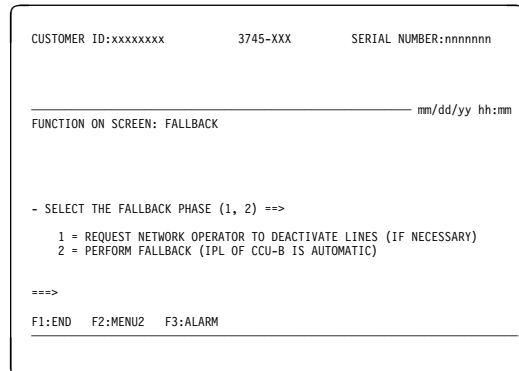 CUSTOMER ID:xxxxxxxx 3745-XXX SERIAL NUMBER:nnnnnnn
mm/dd/yy hh:mm
FUNCTION ON SCREEN: FALLBACK
- SELECT THE FALLBACK PHASE (1, 2) ==>
1 = REQUEST NETWORK OPERATOR TO DEACTIVATE LINES (IF NECESSARY)
2 = PERFORM FALLBACK (IPL OF CCU-B IS AUTOMATIC)
===>
F1:END F2:MENU2 F3:ALARM